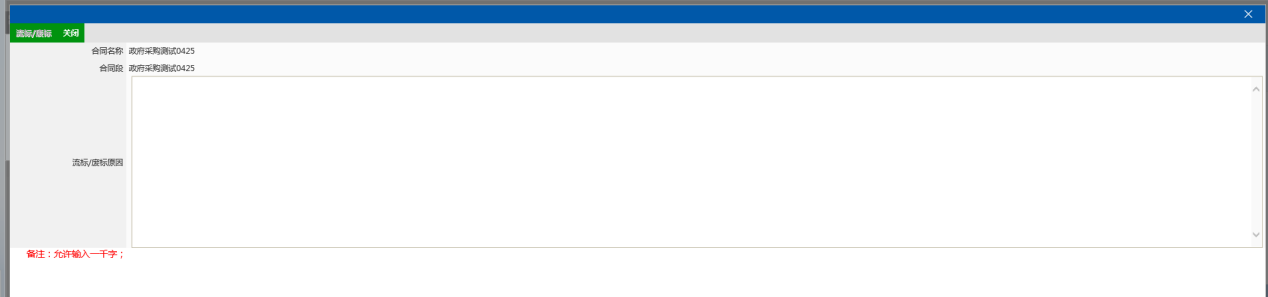 流标/废标 关闭
合同名称 政府采购测试0425
合同段 政府采购测试0425
流标/废标原因
备注：允许输入一千字；